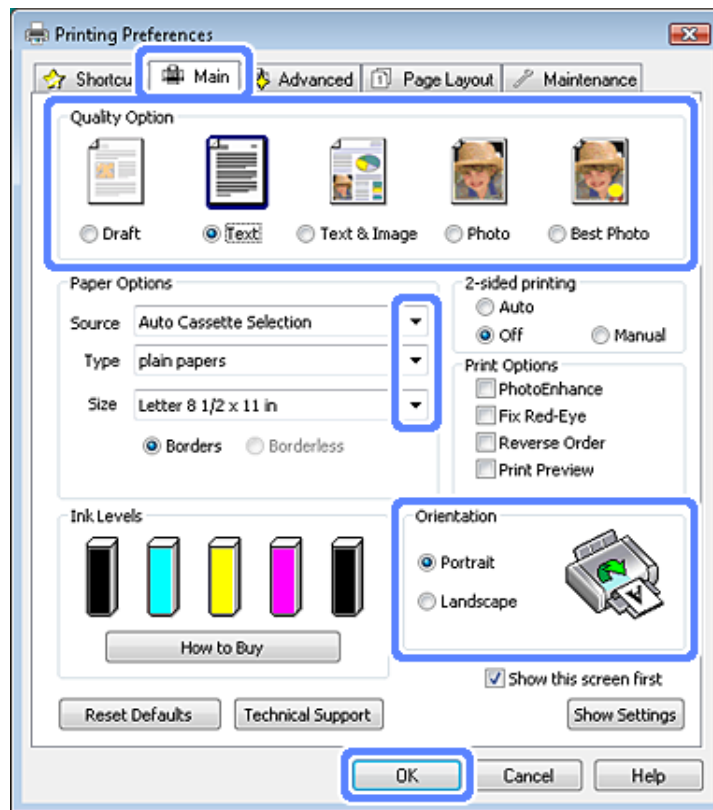 Printing Preferences
Shortcu Main Advanced Page Layout Maintenance
Quality Option
Draft Text Text & Image Photo Best Photo
Paper Options
Source Auto Cassette Selection
Type plain papers
Size Letter 8 1/2 x 11 in
Borders Borderless
2-sided printing
Auto
Off Manual
Print Options
PhotoEnhance
Fix Red-Eye
Reverse Order
Print Preview
Ink Levels
How to Buy
Orientation
Portrait
Landscape
A
Show this screen first
Reset Defaults Technical Support Show Settings
OK Cancel Help